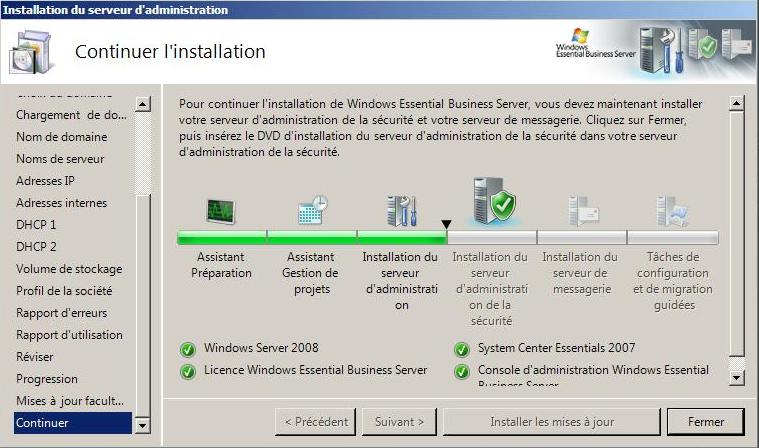 Installation du serveur d'administration
Continuer l'installation
Windows
Essential Business Server
Chargement de do...
Nom de domaine
Noms de serveur
Adresses IP
Adresses internes
DHCP 1
DHCP 2
Volume de stockage
Profil de la société
Rapport d'erreurs
Rapport d'utilisation
Réviser
Progression
Mises à jour facult...
Continuer
Pour continuer l'installation de Windows Essential Business Server, vous devez maintenant installer
votre serveur d'administration de la sécurité et votre serveur de messagerie. Cliquez sur Fermer,
puis insérez le DVD d'installation du serveur d'administration de la sécurité dans votre serveur
d'administration de la sécurité.
Assistant
Préparation
Assistant
Gestion de
projets
Installation du
serveur
d'administrati
on
Installation du
serveur
d'administrati
on de la
sécurité
Installation du
serveur de
messagerie
Tâches de
configuration
et de migration
guidées
Windows Server 2008
Licence Windows Essential Business Server
System Center Essentials 2007
Console d'administration Windows Essential
Business Server
< Précédent
Suivant >
Installer les mises à jour
Fermer